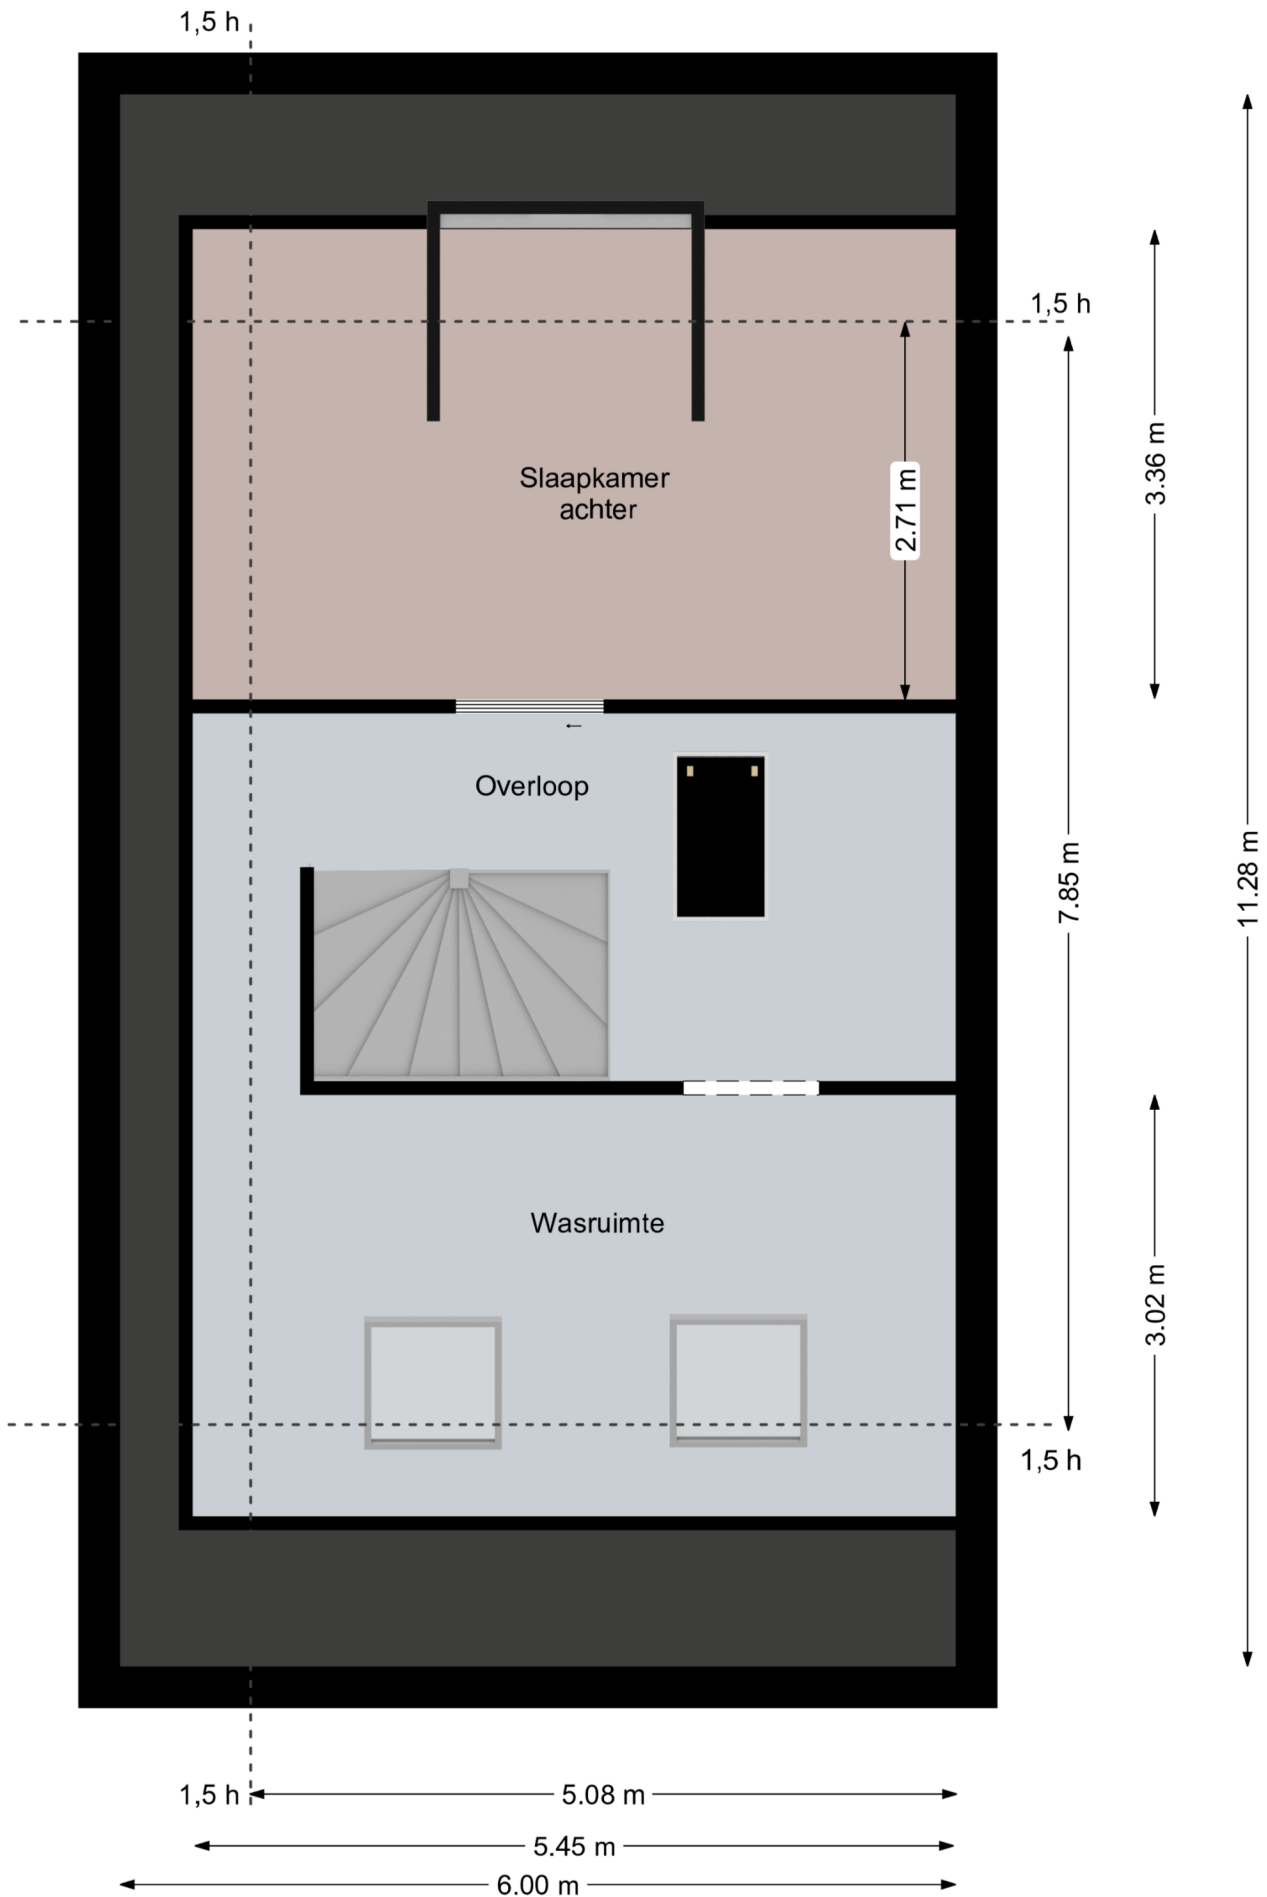 1,5 h
1,5 h
Slaapkamer
achter
2.71 m
3.36 m
Overloop
7.85 m
11.28 m
Wasruimte
3.02 m
1,5 h
1,5 h
5.08 m
5.45 m
6.00 m